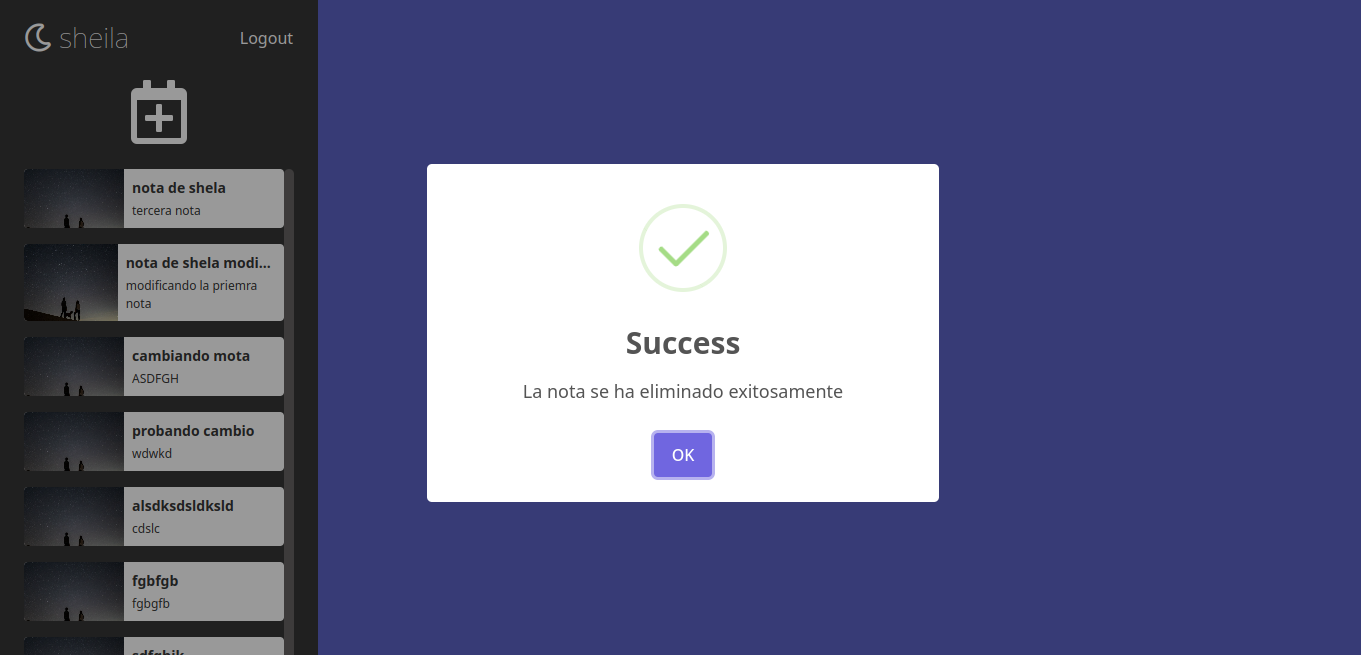 sheila
Logout
nota de shela
tercera nota
nota de shela modi...
modificando la priemra
nota
cambiando mota
ASDFGH
probando cambio
wdwkd
alsdksdsldksld
cdslc
fgbfgb
fgbgfb
Success
La nota se ha eliminado exitosamente
OK